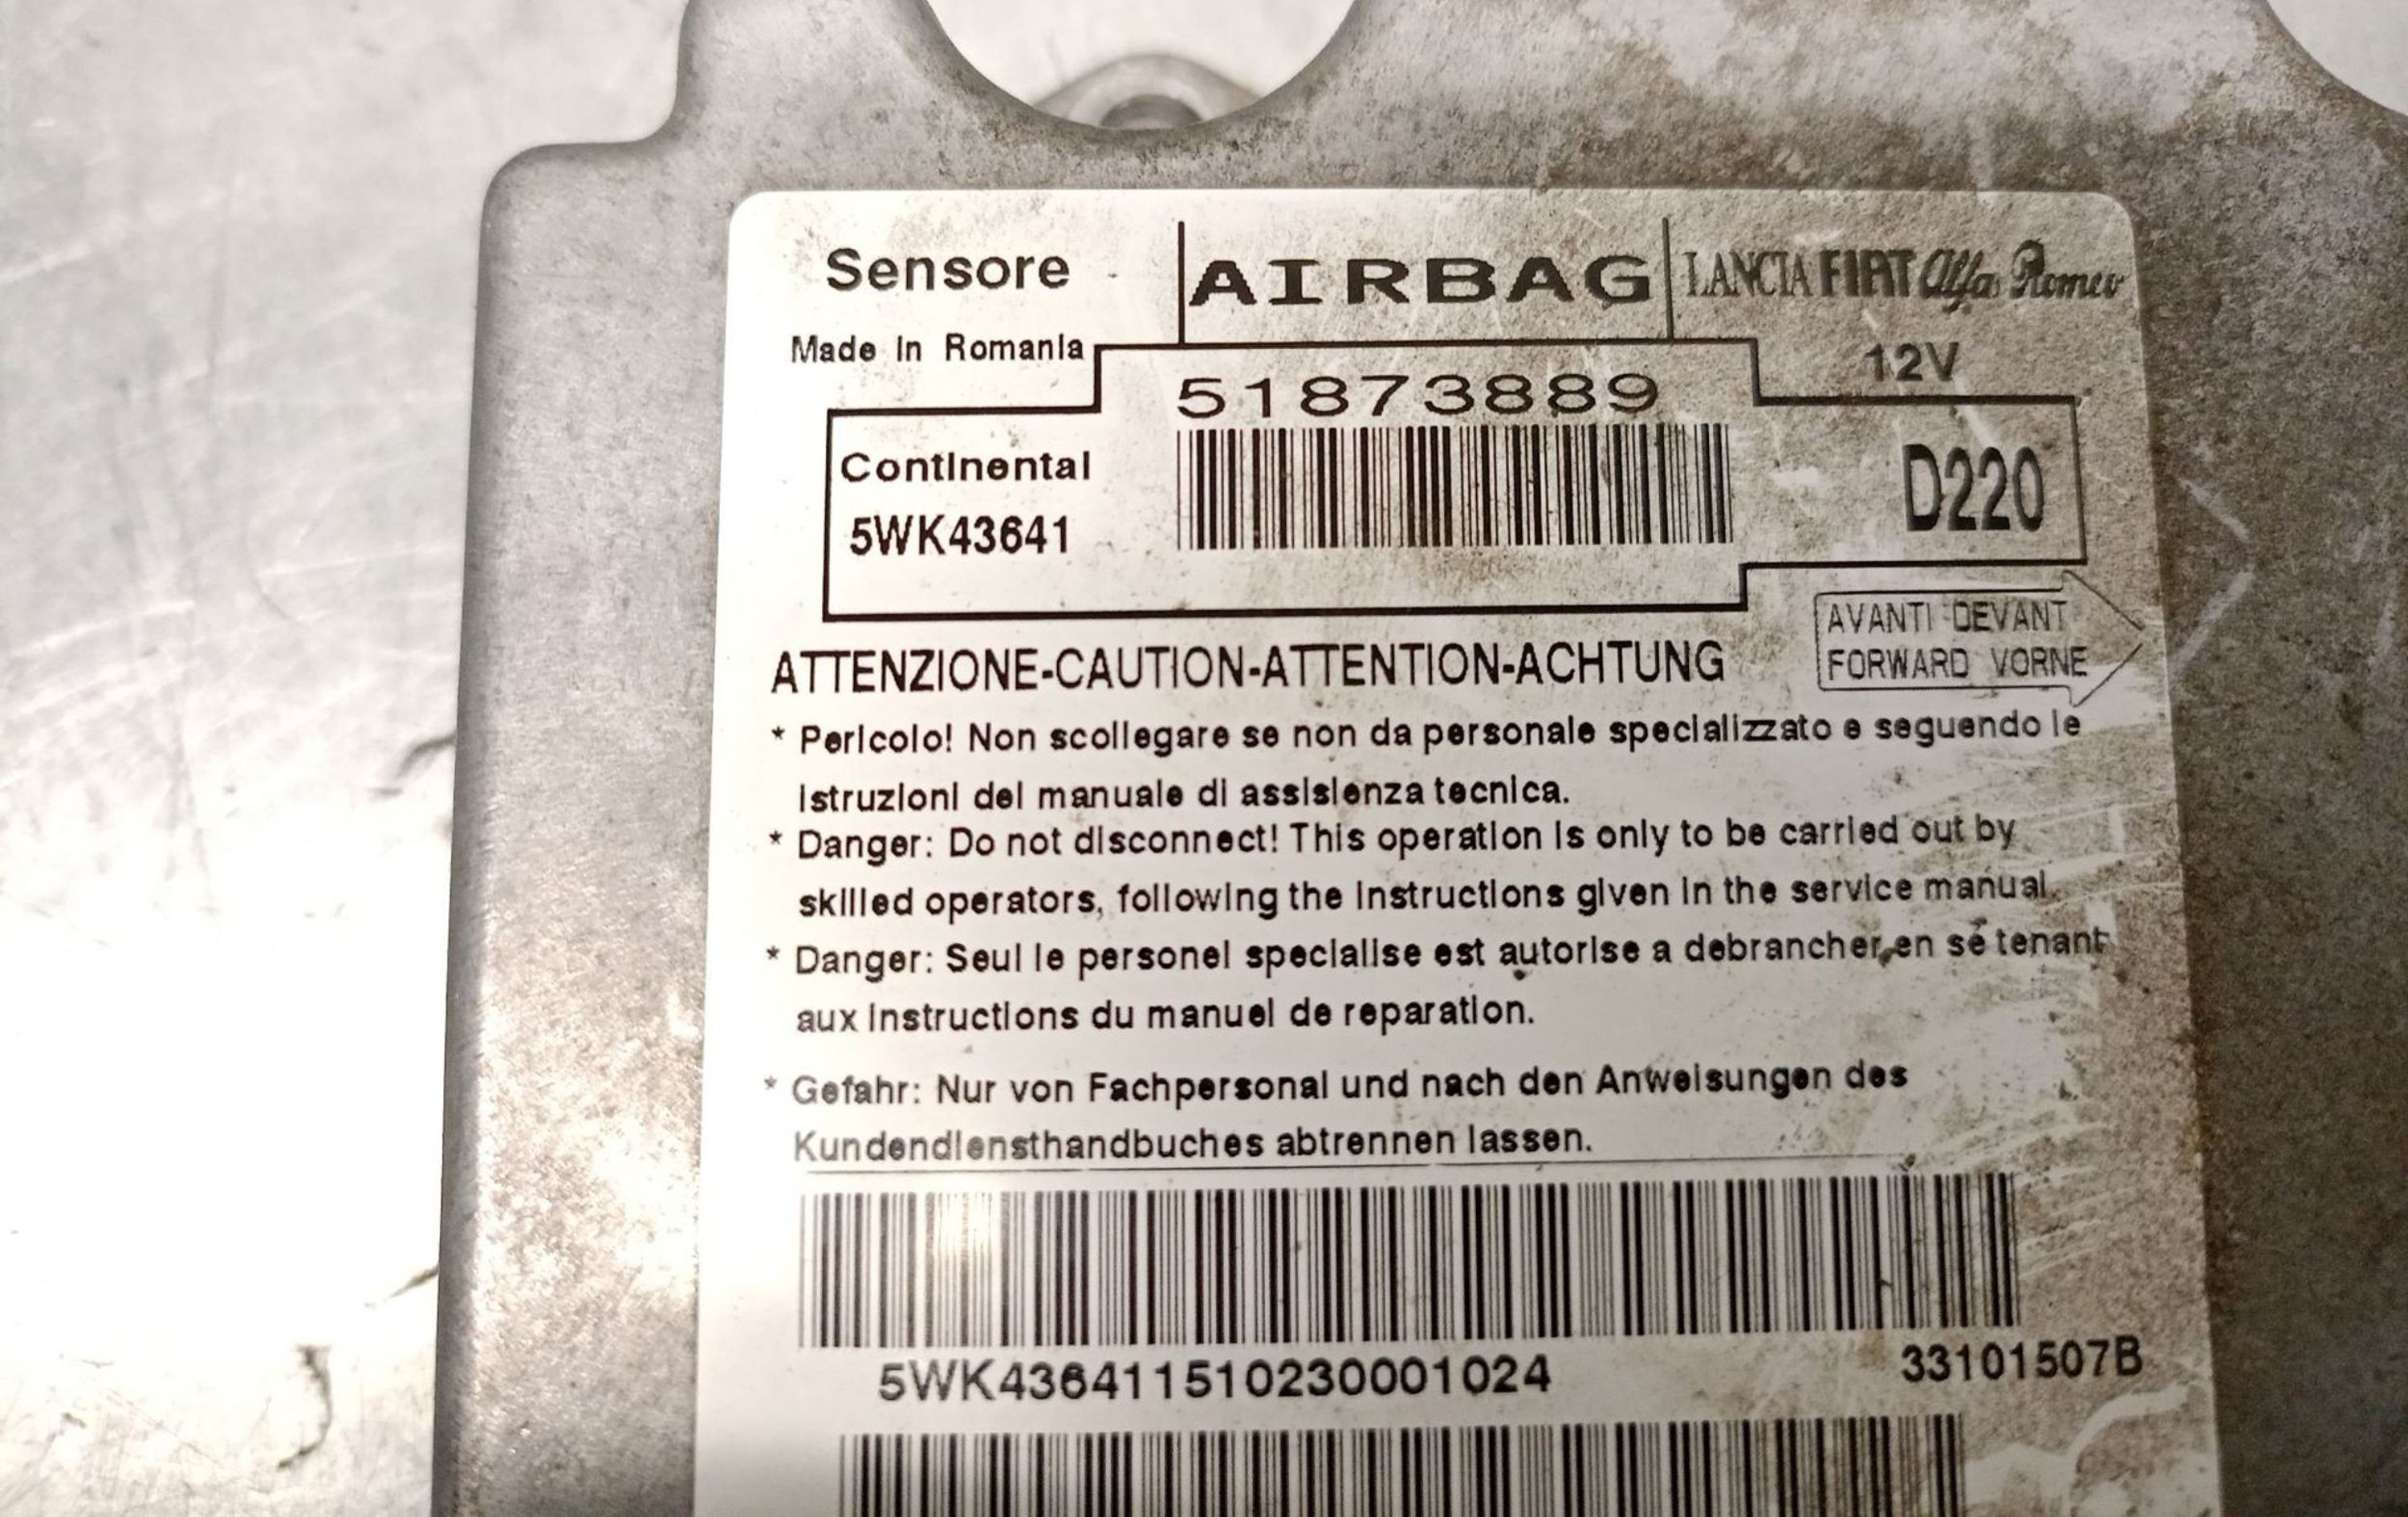 Sensore
AIRBAG
LANCIA FIAT Alfa Romeo
Made in Romania
12V
51873889
Continental
5WK43641
D220
AVANTI DEVANT
FORWARD VORNE
ATTENZIONE-CAUTION-ATTENTION-ACHTUNG
* Pericolo! Non scollegare se non da personale specializzato e seguendo le
istruzioni del manuale di assislenza tecnica.
* Danger: Do not disconnect! This operation is only to be carried out by
skilled operators, following the instructions given in the service manual.
* Danger: Seul le personel specialise est autorise a debrancher, en se tenant
aux instructions du manuel de reparation.
* Gefahr: Nur von Fachpersonal und nach den Anweisungen des
Kundendiensthandbuches abtrennen lassen.
5WK436411510230001024
33101507B